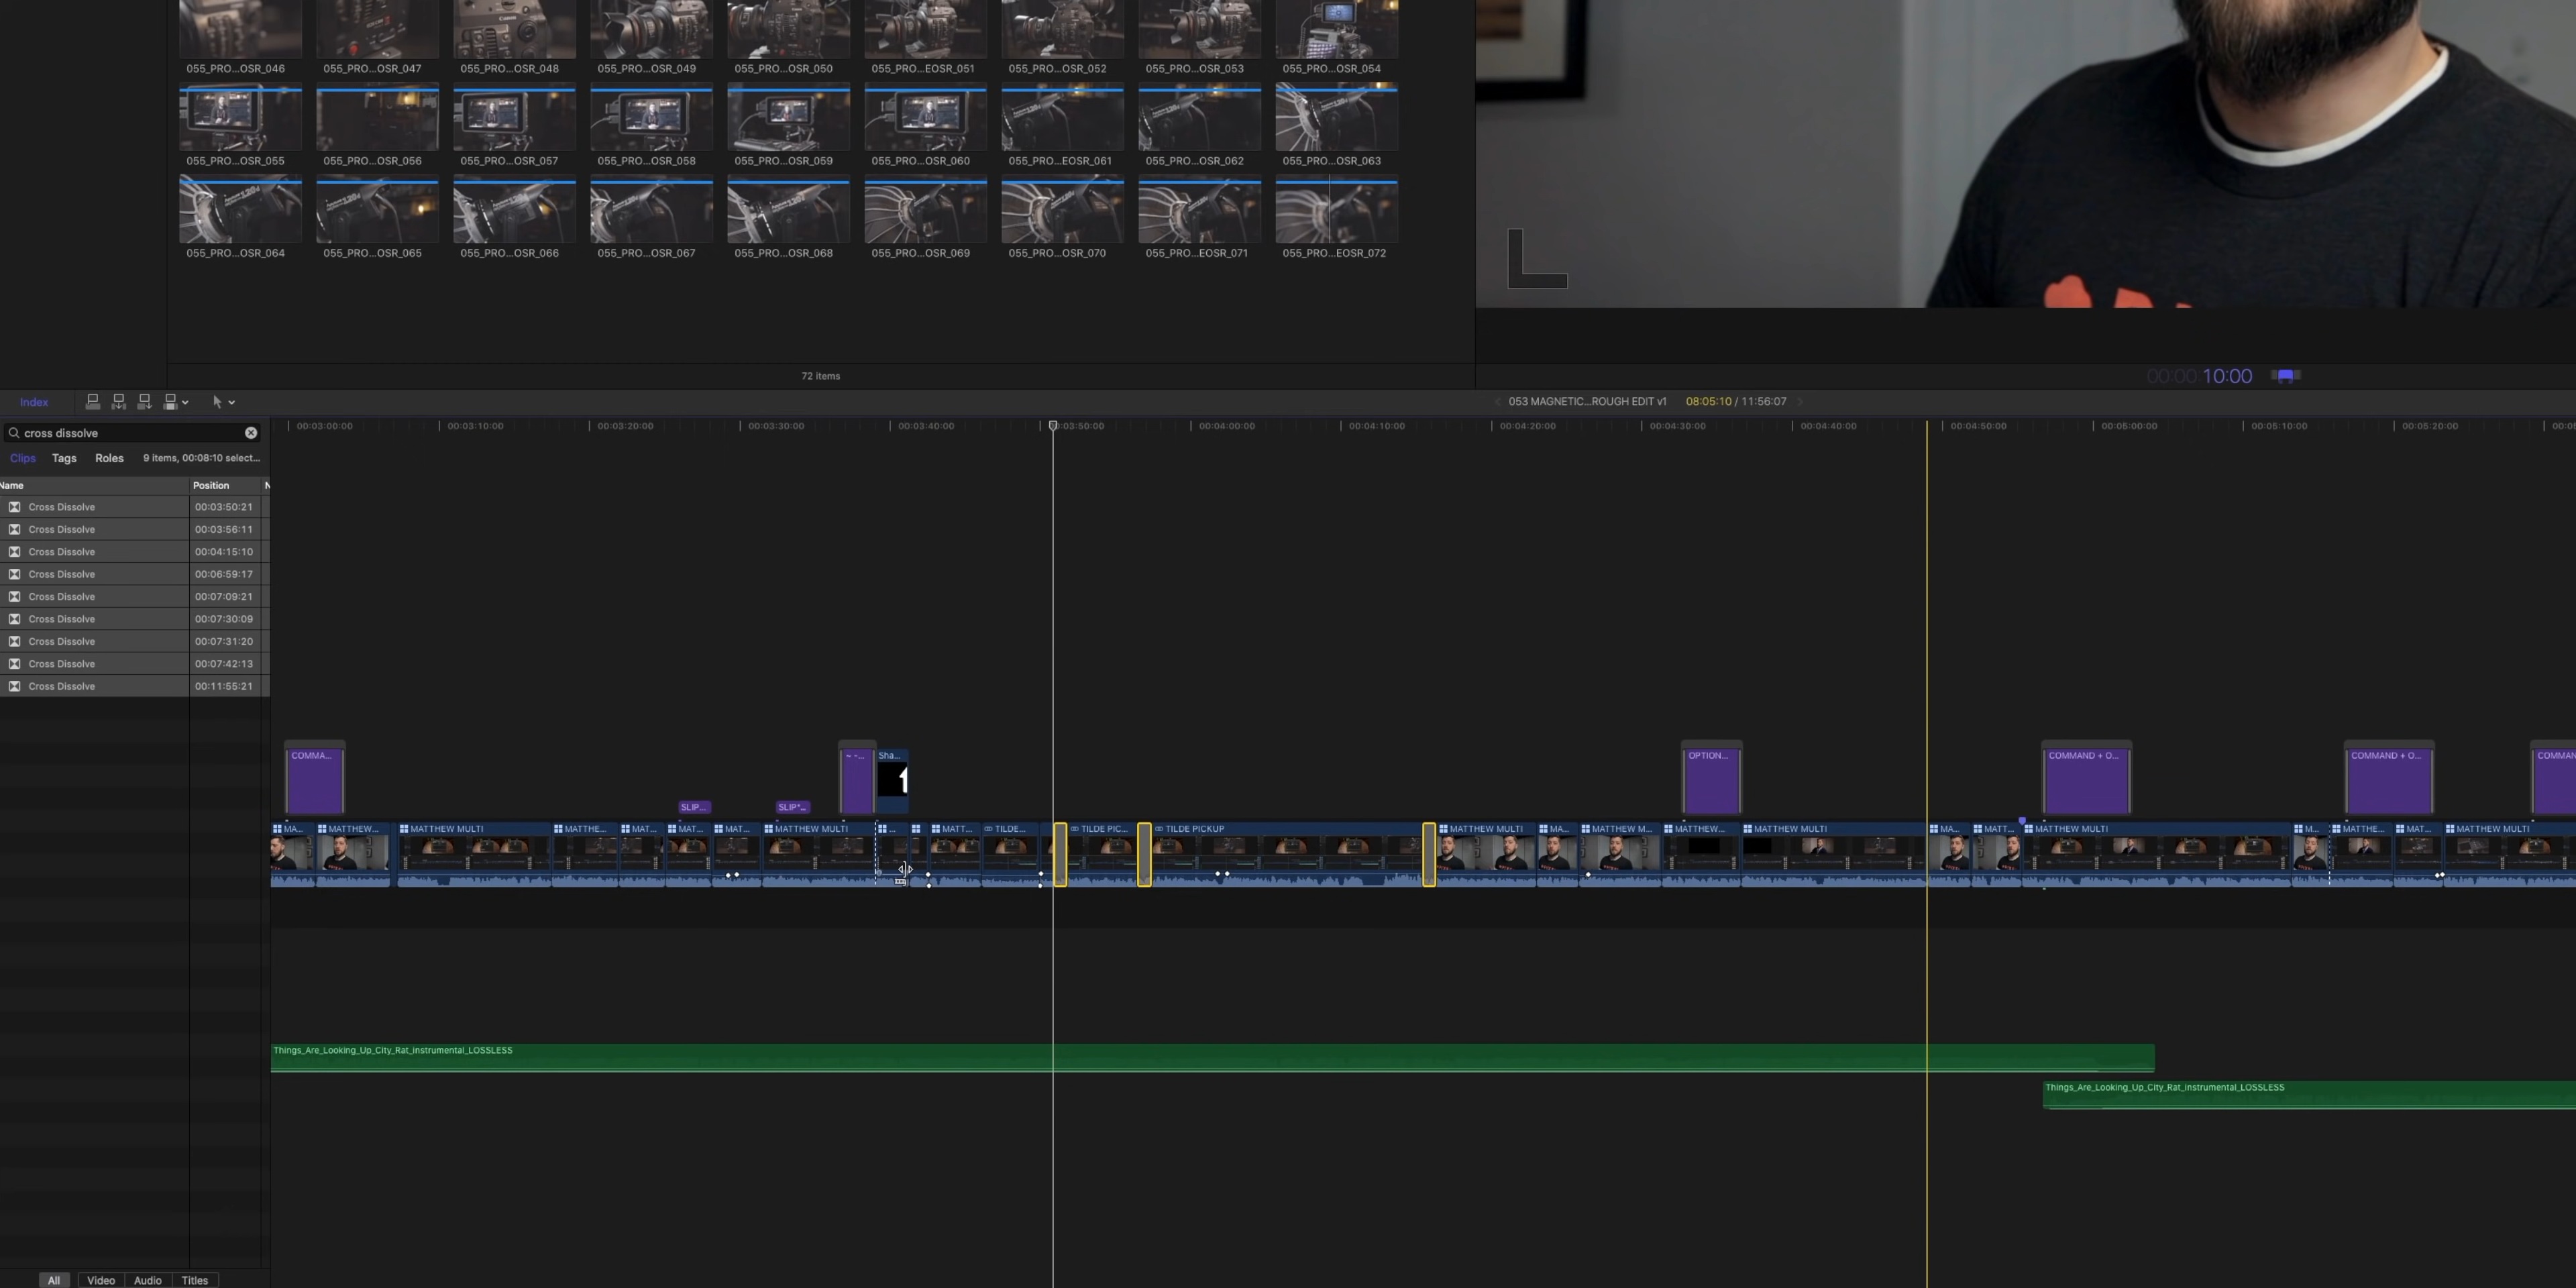 055_PRO...OSR_046 055_PRO...OSR_047 055_PRO...OSR_048 055_PRO...OSR_049 055_PRO...OSR_050 055_PRO...EOSR_051 055_PRO...OSR_052 055_PRO...OSR_053 055_PRO...OSR_054
055_PRO...OSR_055 055_PRO...OSR_056 055_PRO...OSR_057 055_PRO...OSR_058 055_PRO...OSR_059 055_PRO...OSR_060 055_PRO...EOSR_061 055_PRO...OSR_062 055_PRO...OSR_063
055_PRO...OSR_064 055_PRO...OSR_065 055_PRO...OSR_066 055_PRO...OSR_067 055_PRO...OSR_068 055_PRO...OSR_069 055_PRO...OSR_070 055_PRO...EOSR_071 055_PRO...EOSR_072
72 items
00:00:10:00
Index
053 MAGNETIC...ROUGH EDIT v1 08:05:10 / 11:56:07
cross dissolve
00:03:00:00 00:03:10:00 00:03:20:00 00:03:30:00 00:03:40:00 :03:50:00 00:04:00:00 00:04:10:00 00:04:20:00 00:04:30:00 00:04:40:00 00:04:50:00 00:05:00:00 00:05:10:00 00:05:20:00 00:05
Clips Tags Roles 9 items, 00:08:10 select...
Name Position N
Cross Dissolve 00:03:50:21
Cross Dissolve 00:03:56:11
Cross Dissolve 00:04:15:10
Cross Dissolve 00:06:59:17
Cross Dissolve 00:07:09:21
Cross Dissolve 00:07:30:09
Cross Dissolve 00:07:31:20
Cross Dissolve 00:07:42:13
Cross Dissolve 00:11:55:21
COMMA... ~ -... Sha... OPTION... COMMAND + O... COMMAND + O... COMMAN
SLIP... SLIP"...
MA... MATTHEW... MATTHEW MULTI MATTHE... MAT... MAT... MAT... MATTHEW MULTI ... MATT... TILDE... TILDE PIC... TILDE PICKUP MATTHEW MULTI MA... MATTHEW M... MATTHEW... MATTHEW MULTI MA... MATT... MATTHEW MULTI M... MATTHE... MAT... MATTHEW MULTI
Things_Are_Looking_Up_City_Rat_instrumental_LOSSLESS
Things_Are_Looking_Up_City_Rat_instrumental_LOSSLESS
All Video Audio Titles